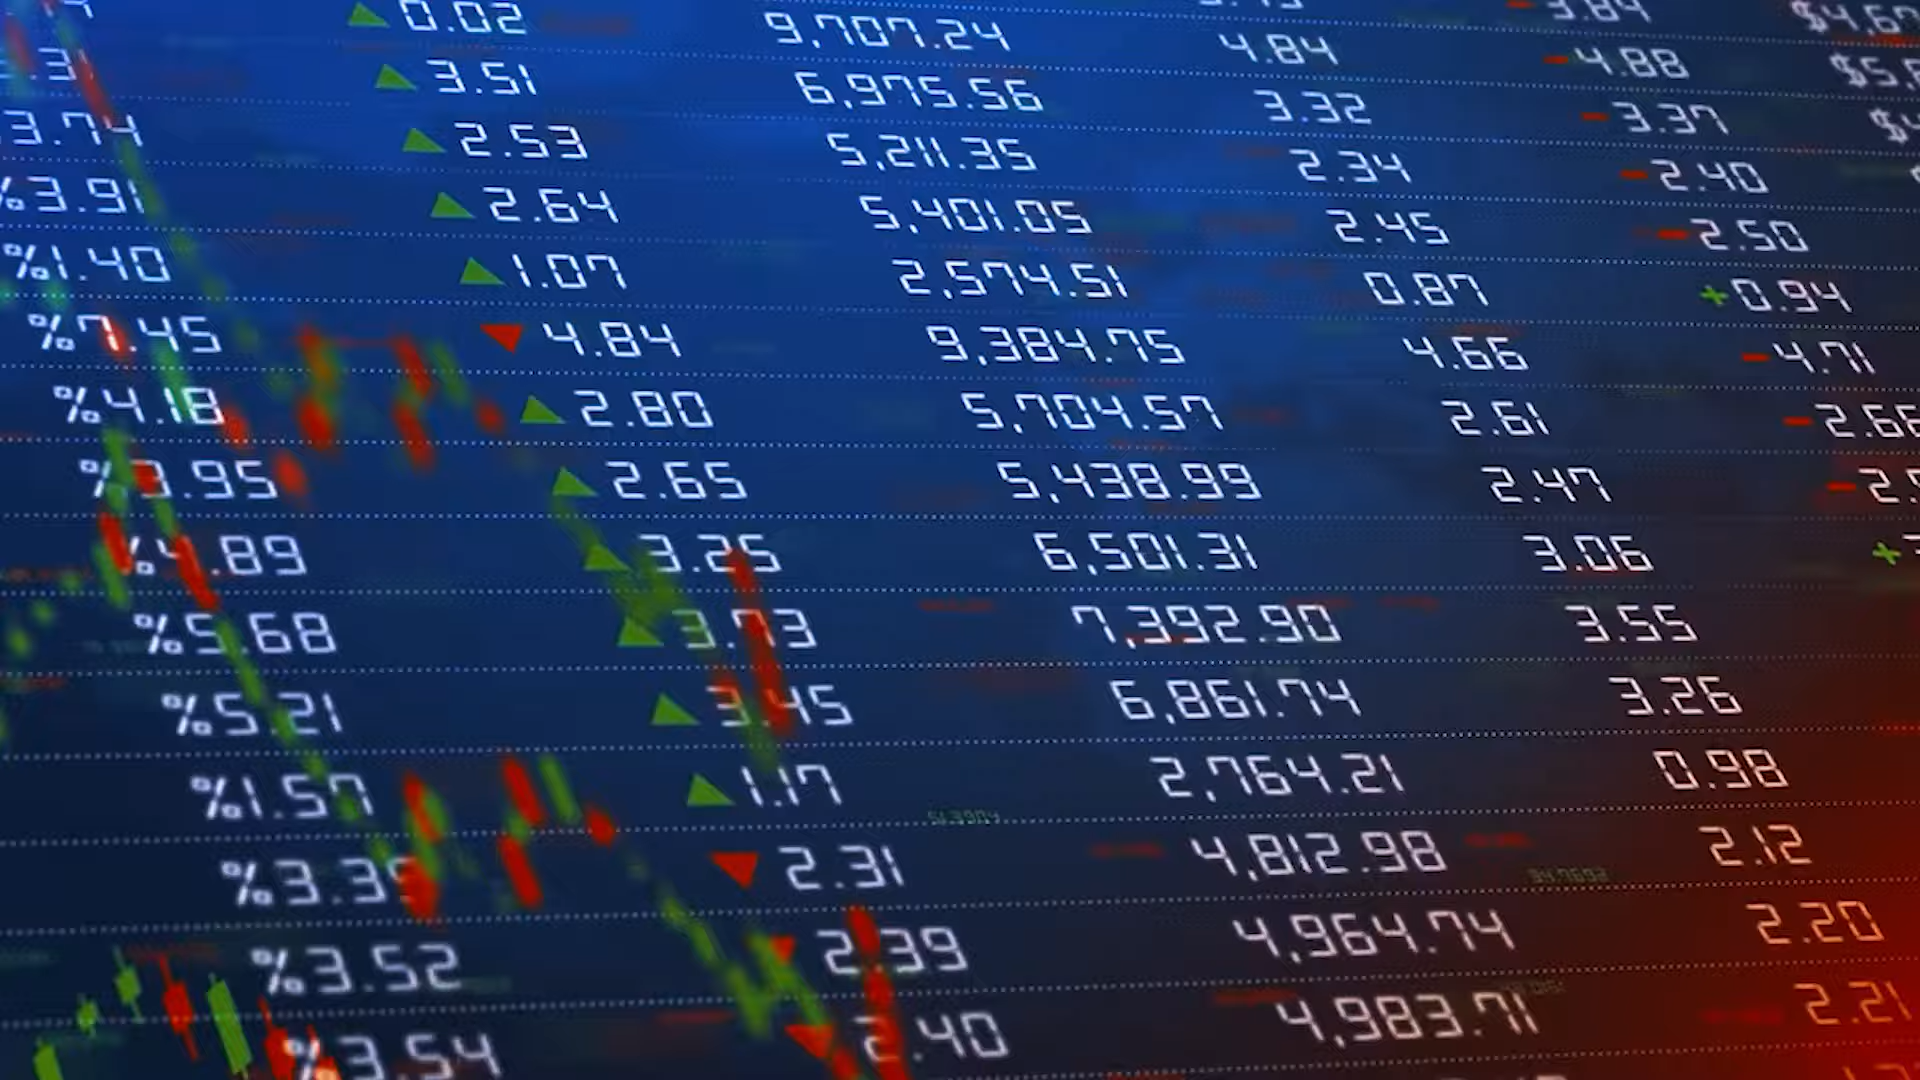 0.02 9,707.24
3.51 6,975.56 4.84 -4.88
3.74 2.53 5,211.35 3.32 -3.37
%3.91 2.64 5,401.05 2.34 -2.40
%1.40 1.07 2,574.51 2.45 -2.50
%7.45 4.84 9,384.75 0.87 +0.94
%4.18 2.80 5,704.57 4.66 -4.71
%3.95 2.65 5,438.99 2.61
3.25 6,501.31 2.47
%5.68 3.73 7,392.90 3.06
%5.21 3.45 6,861.74 3.55
%1.57 1.17 2,764.21 3.26
2.31 4,812.98 0.98
%3.52 2.39 4,964.74 2.12
%3.54 2.40 4,983.71 2.20
2.21